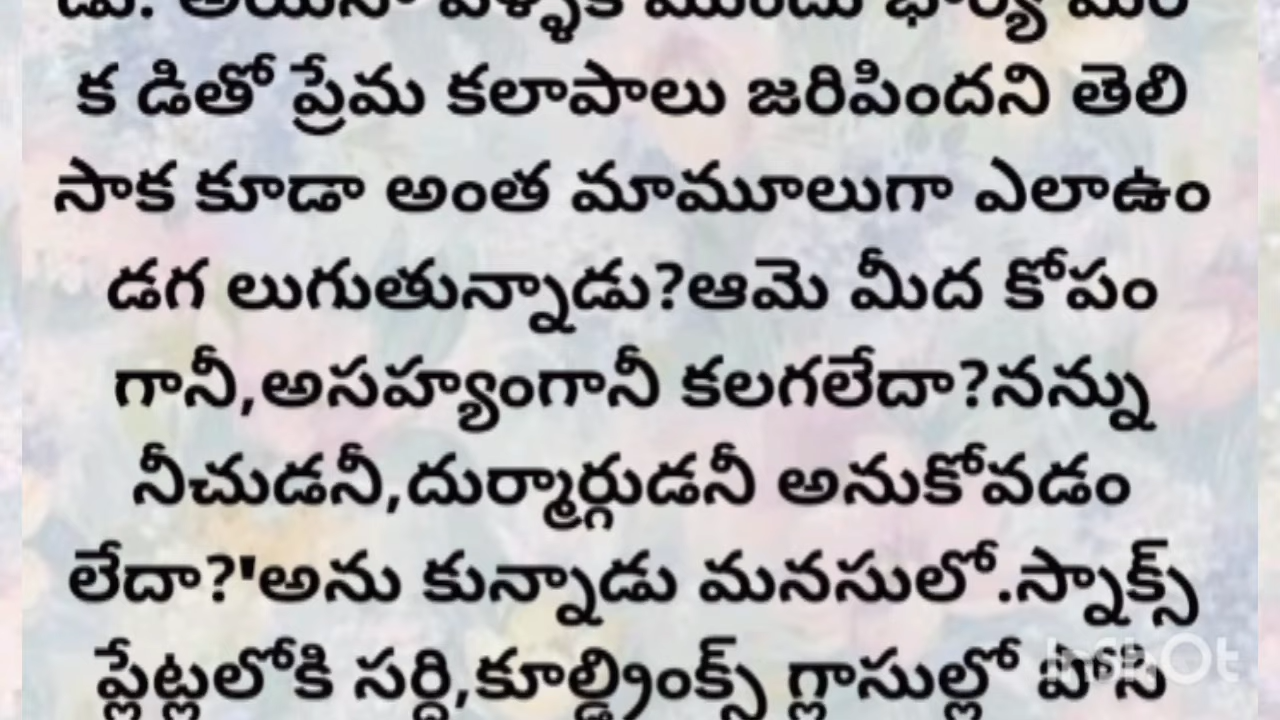 డు. అయినా పెళ్ళికి ముందు భార్య మరొ
క డితో ప్రేమ కలాపాలు జరిపిందని తెలి
సాక కూడా అంత మామూలుగా ఎలాఉం
డగ లుగుతున్నాడు?ఆమె మీద కోపం
గానీ,అసహ్యంగానీ కలగలేదా?నన్ను
నీచుడనీ,దుర్మార్గుడనీ అనుకోవడం
లేదా?'అను కున్నాడు మనసులో.స్నాక్స్
ప్లేట్లలోకి సర్ది,కూల్డ్రింక్స్ గ్లాసుల్లో పోసి
InShOt